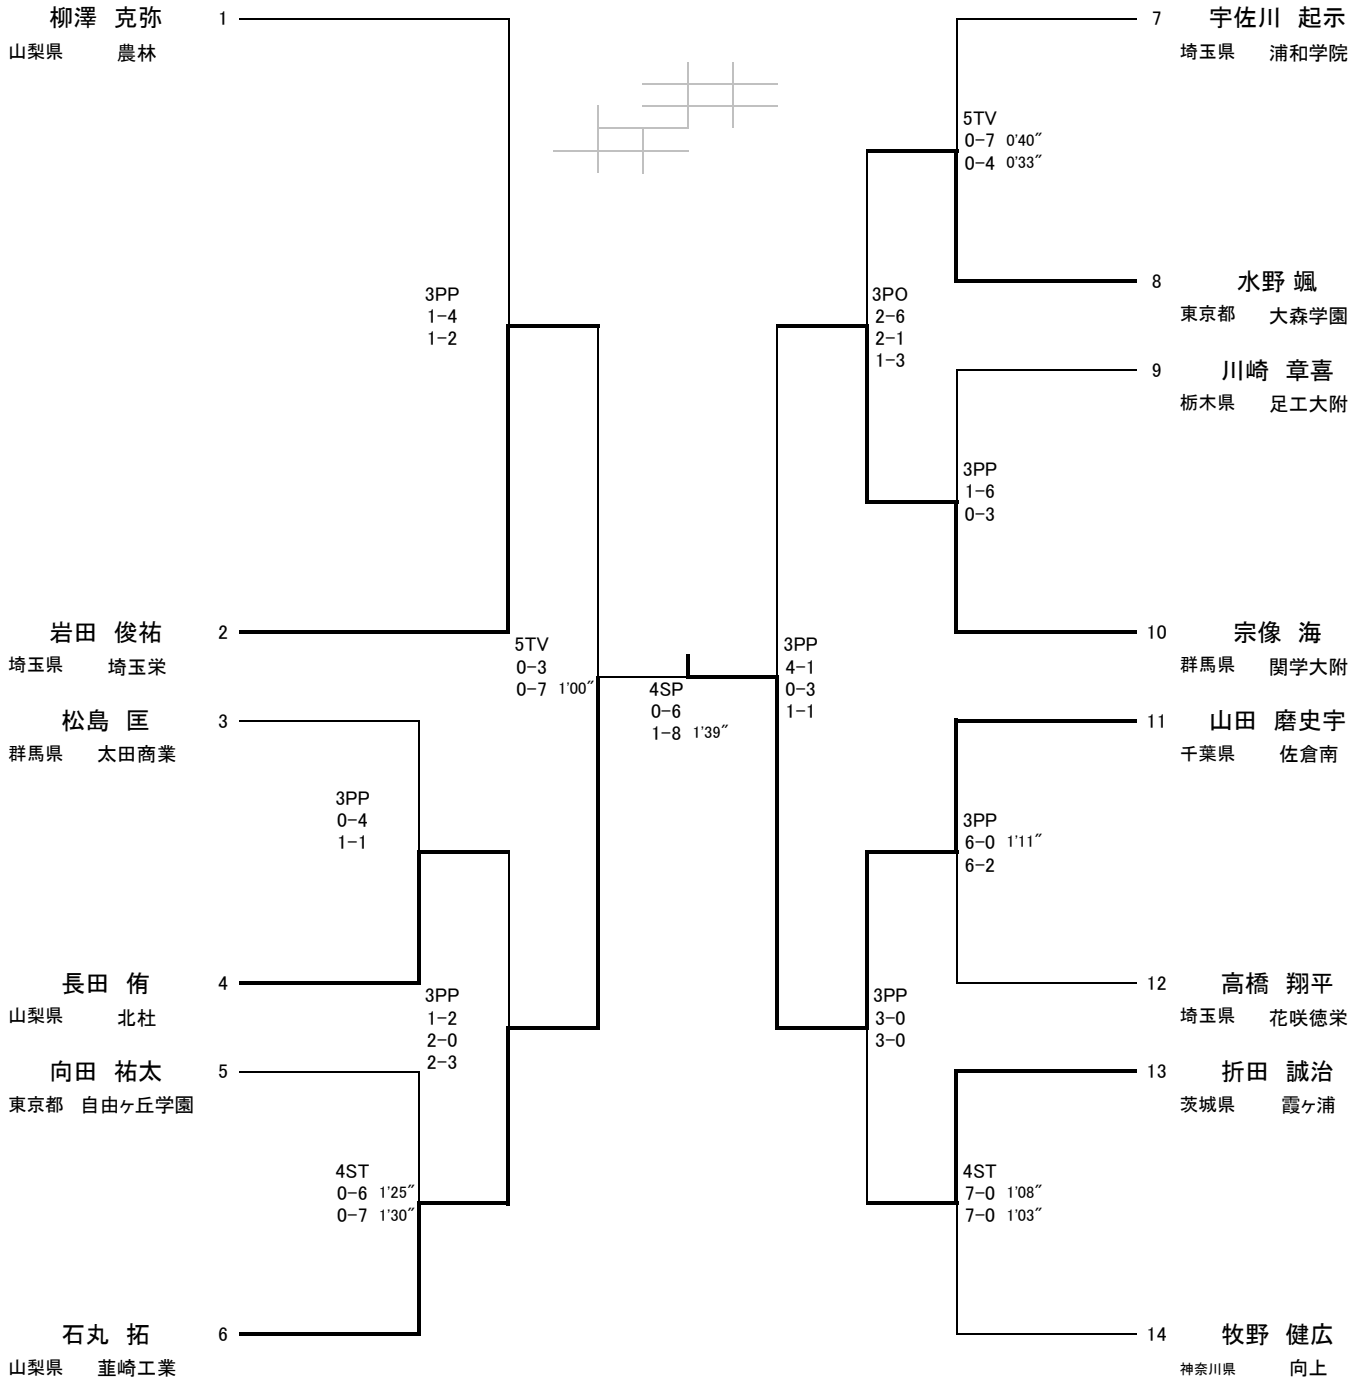 柳澤 克弥 1
山梨県 農林
3PP
1-4
1-2
岩田 俊祐 2
埼玉県 埼玉栄
5TV
0-3
0-7 1'00"
松島 匡 3
群馬県 太田商業
3PP
0-4
1-1
長田 侑 4
山梨県 北杜
3PP
1-2
2-0
2-3
向田 祐太 5
東京都 自由ヶ丘学園
4ST
0-6 1'25"
0-7 1'30"
石丸 拓 6
山梨県 韮崎工業
4SP
0-6
1-8 1'39"
7 宇佐川 起示
埼玉県 浦和学院
5TV
0-7 0'40"
0-4 0'33"
8 水野 颯
東京都 大森学園
3PO
2-6
2-1
1-3
9 川崎 章喜
栃木県 足工大附
3PP
1-6
0-3
10 宗像 海
群馬県 関学大附
3PP
4-1
0-3
1-1
11 山田 磨史宇
千葉県 佐倉南
3PP
6-0 1'11"
6-2
12 高橋 翔平
埼玉県 花咲徳栄
3PP
3-0
3-0
13 折田 誠治
茨城県 霞ヶ浦
4ST
7-0 1'08"
7-0 1'03"
14 牧野 健広
神奈川県 向上